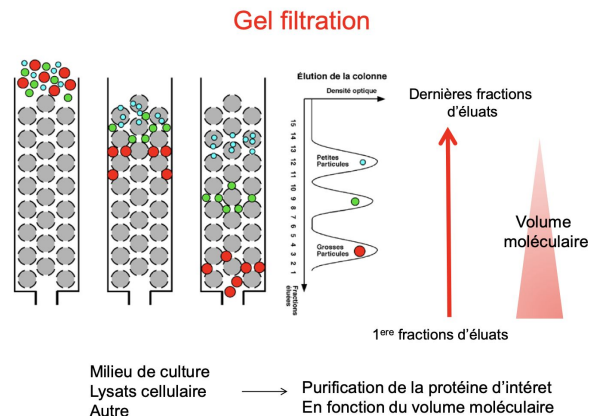 Gel filtration
Élution de la colonne
Densité optique
15 14 13 12 11 10 9 8 7 6 5 4 3 2 1
Petites
Particules
Grosses
Particules
Fractions
éluées
Dernières fractions
d'éluats
Volume
moléculaire
1ere fractions d'éluats
Milieu de culture
Lysats cellulaire
Autre
Purification de la protéine d'intéret
En fonction du volume moléculaire